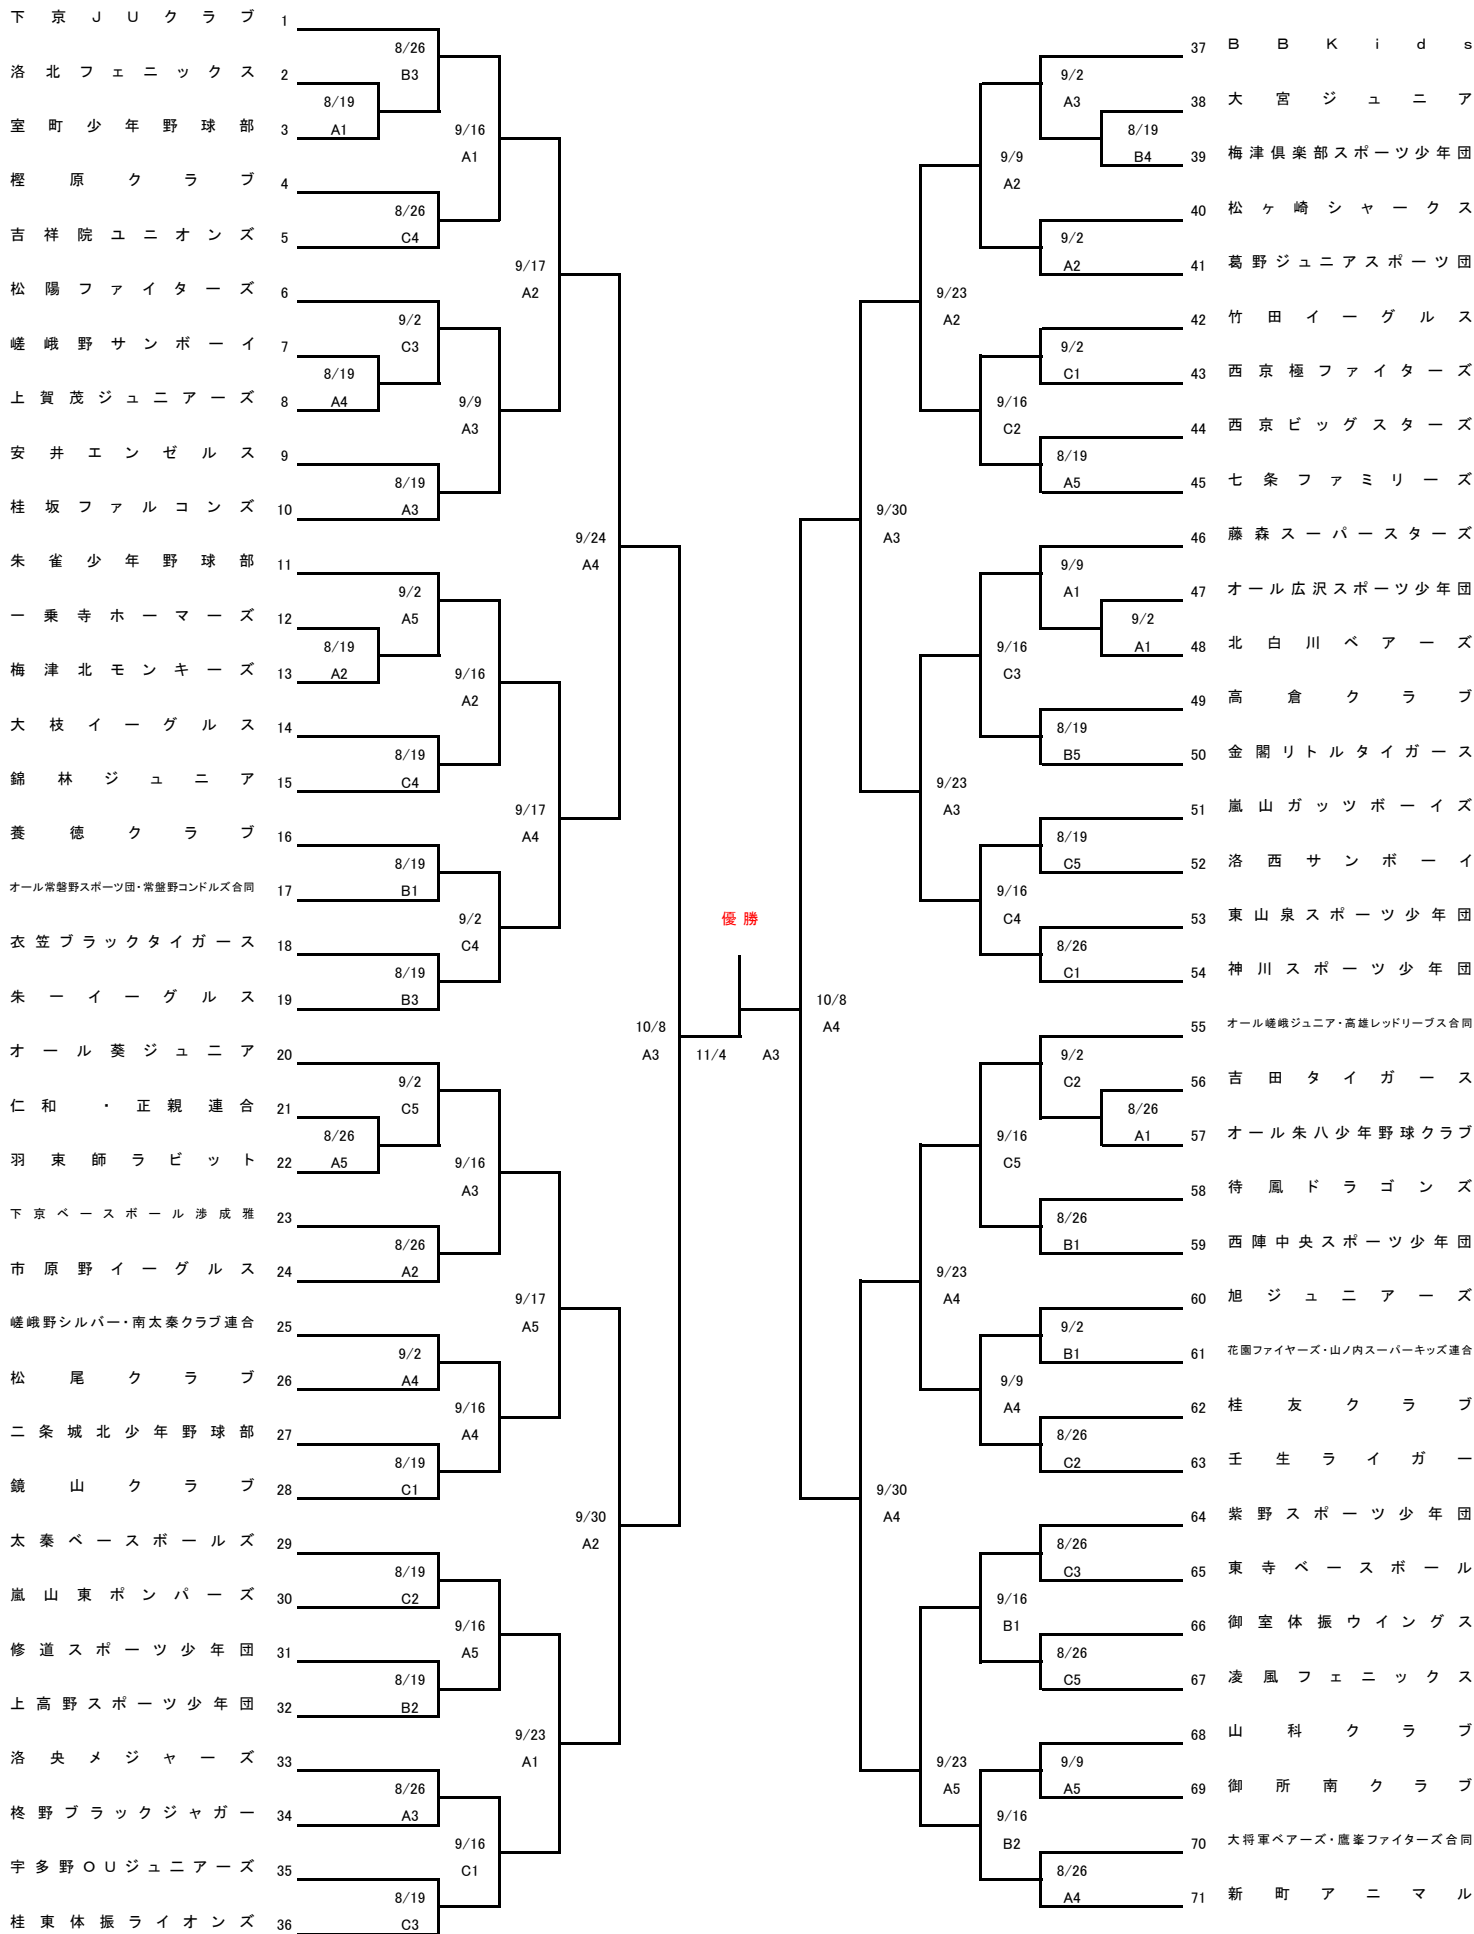 下京ＪＵクラブ 1
洛北フェニックス 2
室町少年野球部 3
樫原クラブ 4
吉祥院ユニオンズ 5
松陽ファイターズ 6
嵯峨野サンボーイ 7
上賀茂ジュニアーズ 8
安井エンゼルス 9
桂坂ファルコンズ 10
朱雀少年野球部 11
一乗寺ホーマーズ 12
梅津北モンキーズ 13
大枝イーグルス 14
錦林ジュニア 15
養徳クラブ 16
オール常磐野スポーツ団・常盤野コンドルズ合同 17
衣笠ブラックタイガース 18
朱一イーグルス 19
オール葵ジュニア 20
仁和・正親連合 21
羽束師ラビット 22
下京ベースボール渉成雅 23
市原野イーグルス 24
嵯峨野シルバー・南太秦クラブ連合 25
松尾クラブ 26
二条城北少年野球部 27
鏡山クラブ 28
太秦ベースボールズ 29
嵐山東ポンパーズ 30
修道スポーツ少年団 31
上高野スポーツ少年団 32
洛央メジャーズ 33
柊野ブラックジャガー 34
宇多野ＯＵジュニアーズ 35
桂東体振ライオンズ 36
8/19
A1
8/19
A4
8/19
A2
8/26
A5
8/26
B3
8/26
C4
9/2
C3
8/19
A3
9/2
A5
8/19
C4
8/19
B1
8/19
B3
9/2
C5
8/26
A2
9/2
A4
8/19
C1
8/19
C2
8/19
B2
8/26
A3
8/19
C3
9/16
A1
9/9
A3
9/16
A2
9/2
C4
9/16
A3
9/16
A4
9/16
A5
9/16
C1
9/17
A2
9/17
A4
9/17
A5
9/23
A1
9/24
A4
9/30
A2
10/8
A3
優勝
11/4
A3
10/8
A4
9/30
A3
9/30
A4
9/23
A2
9/23
A3
9/23
A4
9/23
A5
9/9
A2
9/16
C2
9/16
C3
9/16
C4
9/16
C5
9/9
A4
9/16
B1
9/16
B2
9/2
A3
9/2
A2
9/2
C1
8/19
A5
9/9
A1
8/19
B5
8/19
C5
8/26
C1
9/2
C2
8/26
B1
9/2
B1
8/26
C2
8/26
C3
8/26
C5
9/9
A5
8/26
A4
8/19
B4
9/2
A1
8/26
A1
37 ＢＢＫｉｄｓ
38 大宮ジュニア
39 梅津倶楽部スポーツ少年団
40 松ヶ崎シャークス
41 葛野ジュニアスポーツ団
42 竹田イーグルス
43 西京極ファイターズ
44 西京ビッグスターズ
45 七条ファミリーズ
46 藤森スーパースターズ
47 オール広沢スポーツ少年団
48 北白川ベアーズ
49 高倉クラブ
50 金閣リトルタイガース
51 嵐山ガッツボーイズ
52 洛西サンボーイ
53 東山泉スポーツ少年団
54 神川スポーツ少年団
55 オール嵯峨ジュニア・高雄レッドリーブス合同
56 吉田タイガース
57 オール朱八少年野球クラブ
58 待鳳ドラゴンズ
59 西陣中央スポーツ少年団
60 旭ジュニアーズ
61 花園ファイヤーズ・山ノ内スーパーキッズ連合
62 桂友クラブ
63 壬生ライガー
64 紫野スポーツ少年団
65 東寺ベースボール
66 御室体振ウイングス
67 凌風フェニックス
68 山科クラブ
69 御所南クラブ
70 大将軍ベアーズ・鷹峯ファイターズ合同
71 新町アニマル